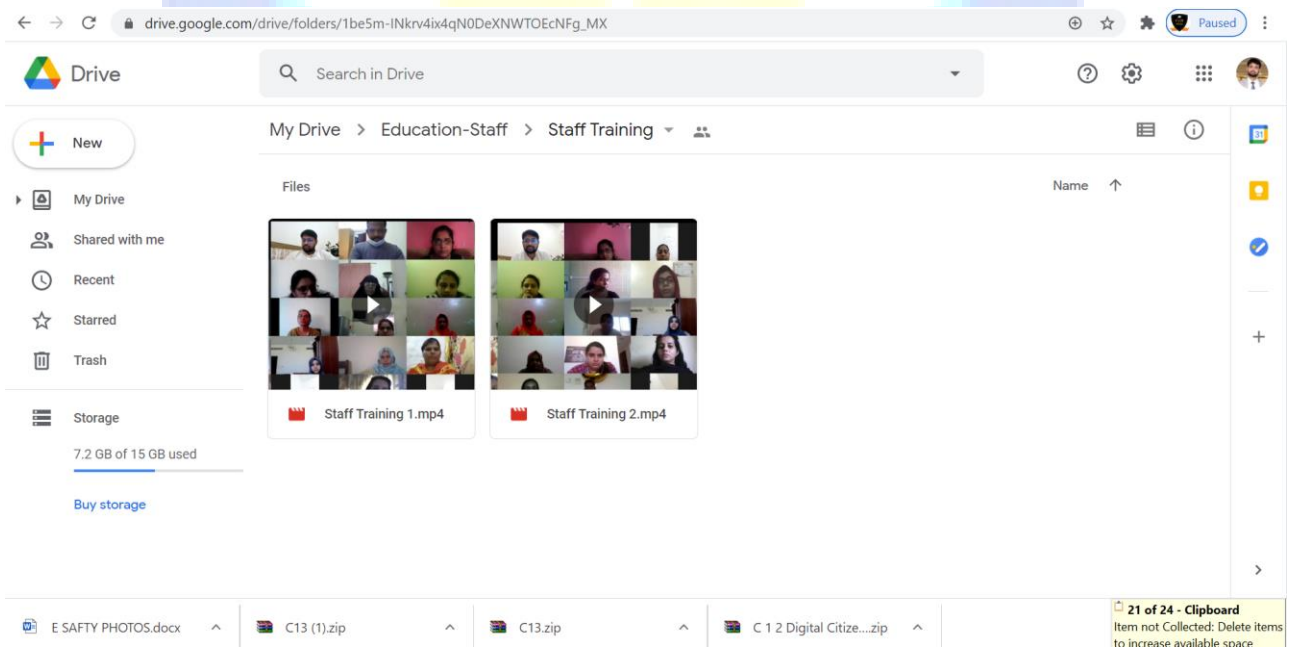 drive.google.com/drive/folders/1be5m-INkrv4ix4qN0DeXNWTOEcNFg_MX
Paused
Drive
Search in Drive
New
My Drive > Education-Staff > Staff Training
31
My Drive
Files
Name
Shared with me
Recent
Starred
Trash
Storage
Staff Training 1.mp4
Staff Training 2.mp4
7.2 GB of 15 GB used
Buy storage
21 of 24 - Clipboard
Item not Collected: Delete items
to increase available space
E SAFTY PHOTOS.docx
C13 (1).zip
C13.zip
C 1 2 Digital Citize....zip